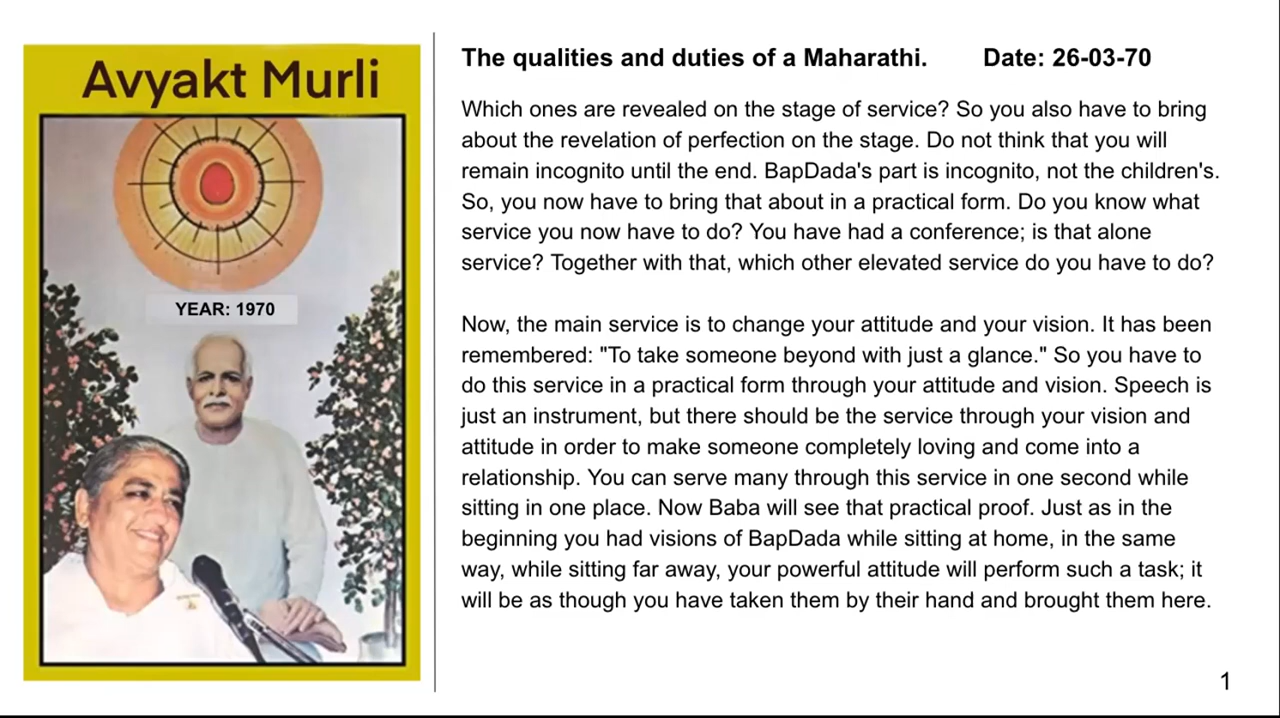 Avyakt Murli
YEAR: 1970
The qualities and duties of a Maharathi. Date: 26-03-70
Which ones are revealed on the stage of service? So you also have to bring
about the revelation of perfection on the stage. Do not think that you will
remain incognito until the end. BapDada's part is incognito, not the children's.
So, you now have to bring that about in a practical form. Do you know what
service you now have to do? You have had a conference; is that alone
service? Together with that, which other elevated service do you have to do?
Now, the main service is to change your attitude and your vision. It has been
remembered: "To take someone beyond with just a glance." So you have to
do this service in a practical form through your attitude and vision. Speech is
just an instrument, but there should be the service through your vision and
attitude in order to make someone completely loving and come into a
relationship. You can serve many through this service in one second while
sitting in one place. Now Baba will see that practical proof. Just as in the
beginning you had visions of BapDada while sitting at home, in the same
way, while sitting far away, your powerful attitude will perform such a task; it
will be as though you have taken them by their hand and brought them here.
1